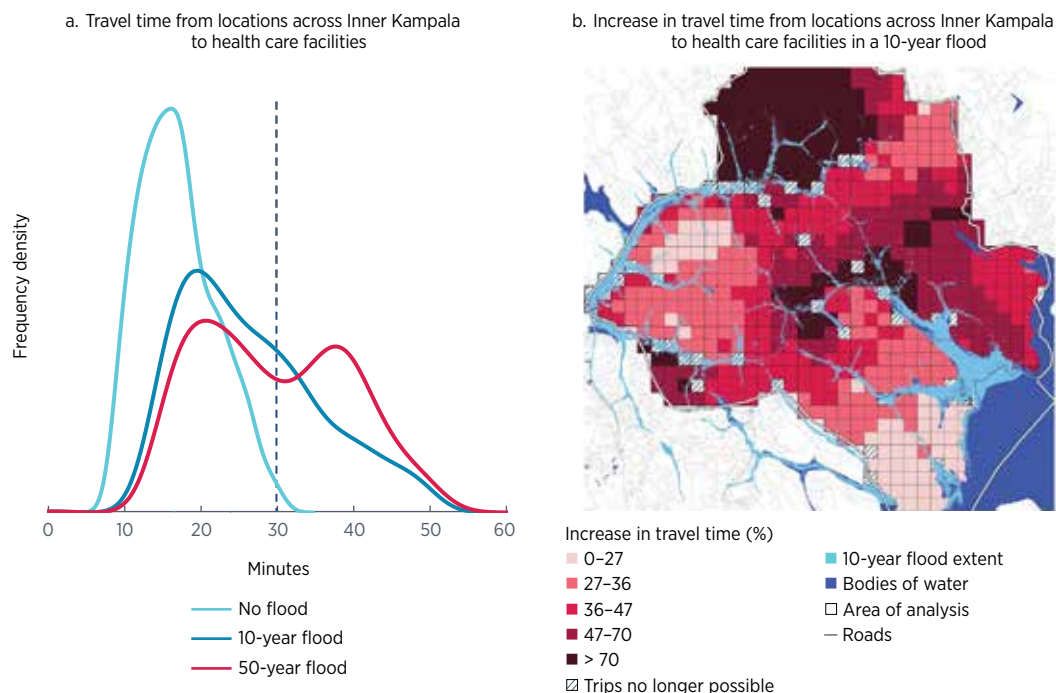 a. Travel time from locations across Inner Kampala
to health care facilities
Frequency density
0 10 20 30 40 50 60
Minutes
No flood
10-year flood
50-year flood
b. Increase in travel time from locations across Inner Kampala
to health care facilities in a 10-year flood
Increase in travel time (%)
0–27
27–36
36–47
47–70
> 70
Trips no longer possible
10-year flood extent
Bodies of water
Area of analysis
Roads